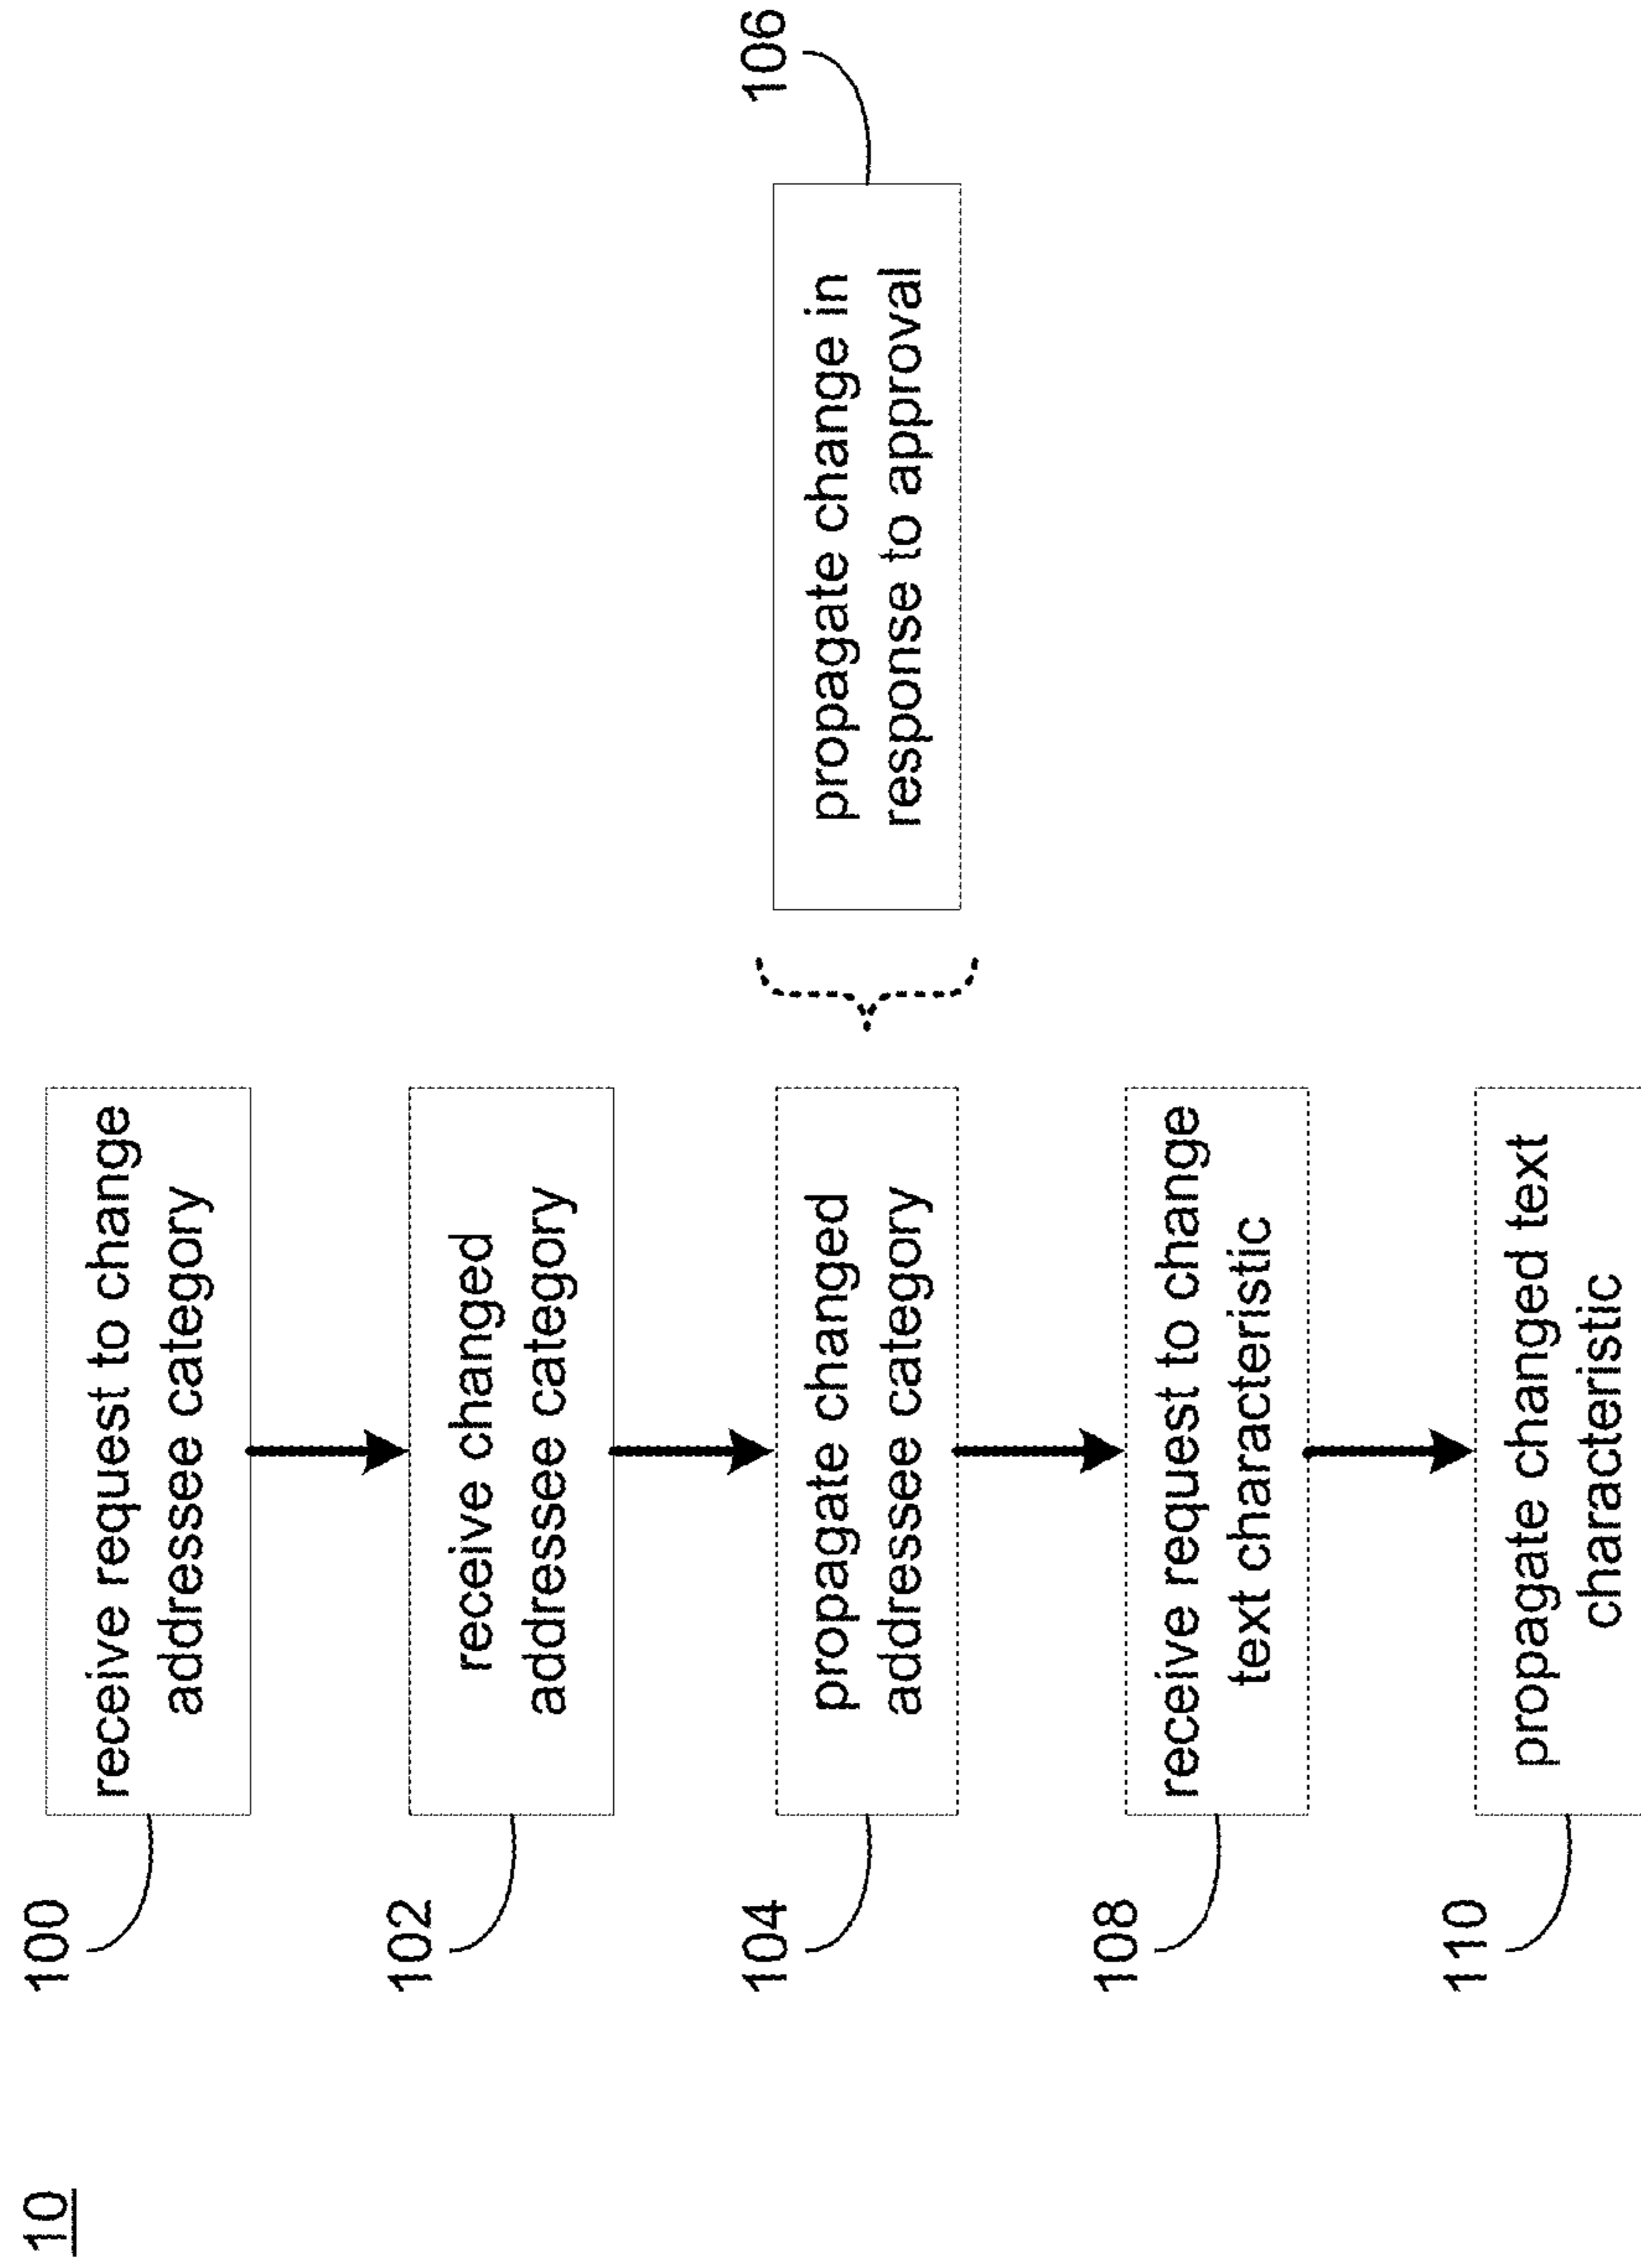 10
100
receive request to change
addressee category
102
receive changed
addressee category
104
propagate changed
addressee category
106
propagate change in
response to approval
108
receive request to change
text characteristic
110
propagate changed text
characteristic